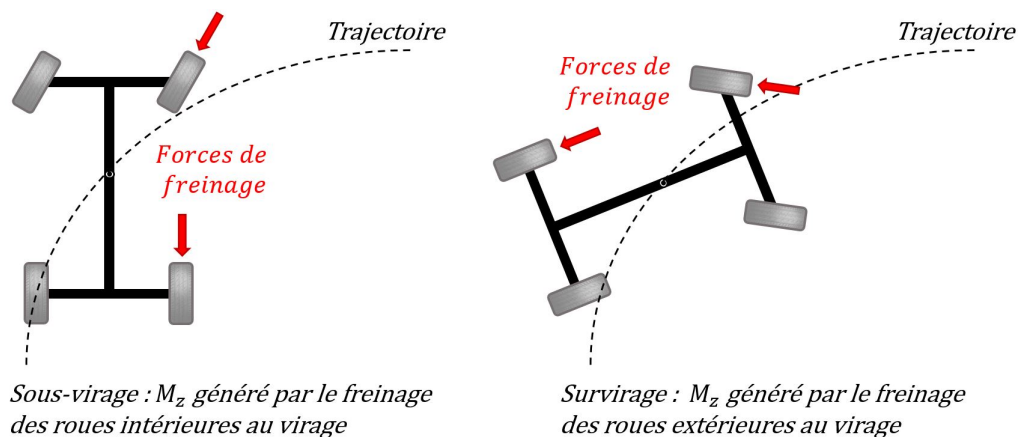 Trajectoire
Forces de
freinage
Sous-virage : Mz généré par le freinage
des roues intérieures au virage
Trajectoire
Forces de
freinage
Survirage : Mz généré par le freinage
des roues extérieures au virage